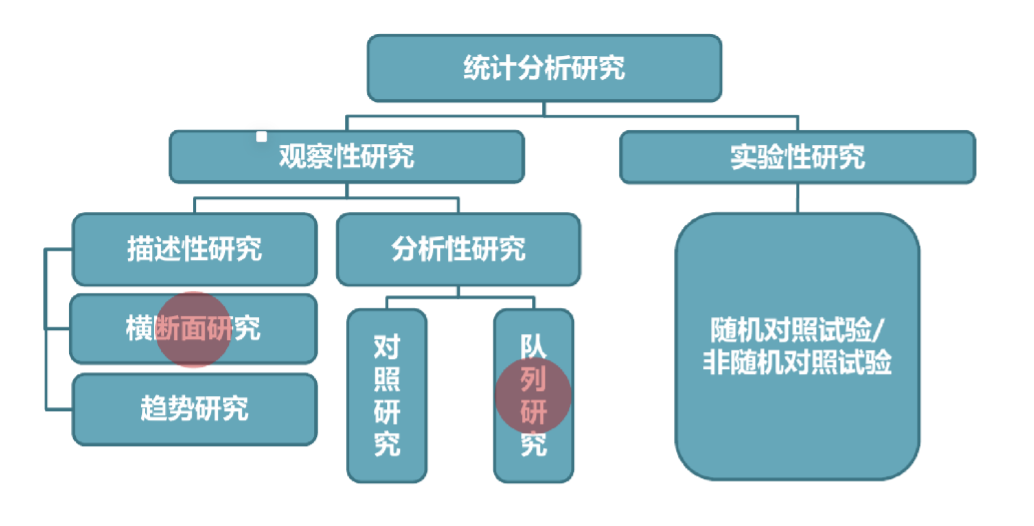 统计分析研究
观察性研究
实验性研究
描述性研究
分析性研究
横断面研究
趋势研究
对照研究
队列研究
随机对照试验/
非随机对照试验